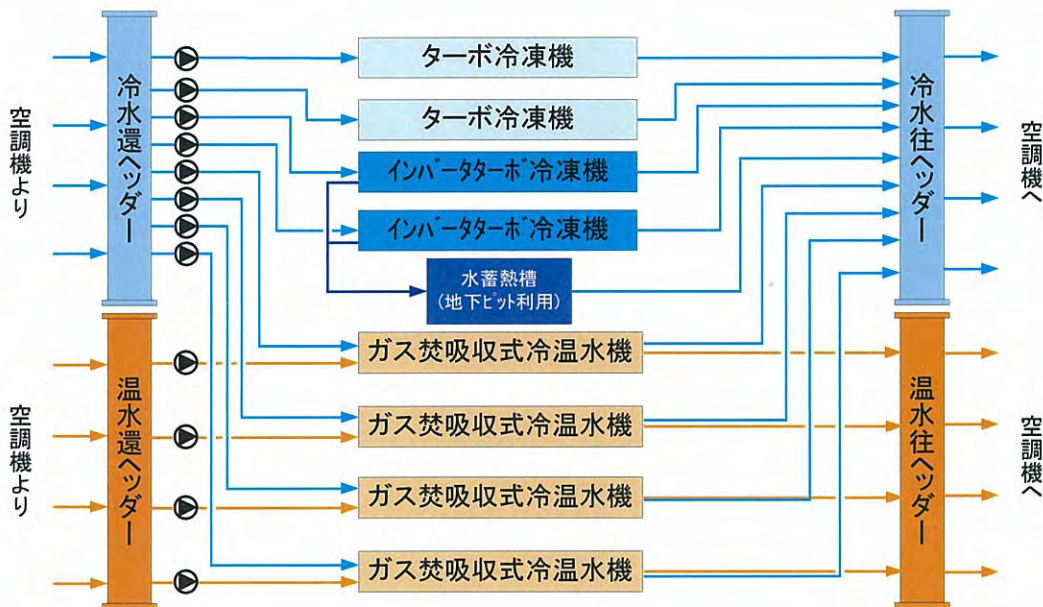 空調機より
冷水還ヘッダー
ターボ冷凍機
ターボ冷凍機
インバータターボ冷凍機
インバータターボ冷凍機
水蓄熱槽
(地下ピット利用)
冷水往ヘッダー
空調機へ
空調機より
温水還ヘッダー
ガス焚吸収式冷温水機
ガス焚吸収式冷温水機
ガス焚吸収式冷温水機
ガス焚吸収式冷温水機
温水往ヘッダー
空調機へ